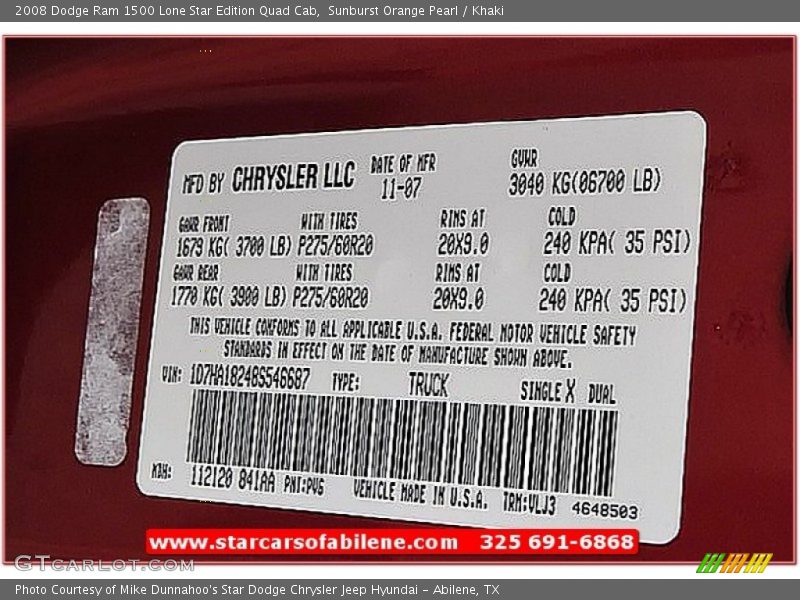 2008 Dodge Ram 1500 Lone Star Edition Quad Cab,  Sunburst Orange Pearl / Khaki
MFD BY CHRYSLER LLC DATE OF MFR GVWR
11-07 3040 KG(06700 LB)
GAWR FRONT WITH TIRES RIMS AT COLD
1679 KG( 3700 LB) P275/60R20 20X9.0 240 KPA( 35 PSI)
GAWR REAR WITH TIRES RIMS AT COLD
1770 KG( 3900 LB) P275/60R20 20X9.0 240 KPA( 35 PSI)
THIS VEHICLE CONFORMS TO ALL APPLICABLE U.S.A. FEDERAL MOTOR VEHICLE SAFETY
STANDARDS IN EFFECT ON THE DATE OF MANUFACTURE SHOWN ABOVE.
VIN: 1D7HA18248S546687 TYPE: TRUCK SINGLE X DUAL
MDH: 112120 841AA PNT:PVG VEHICLE MADE IN U.S.A. TRM:VLJ3 4648503
www.starcarsofabilene.com 325 691-6868
GTCARLOT.COM
Photo Courtesy of Mike Dunnahoo's Star Dodge Chrysler Jeep Hyundai - Abilene, TX